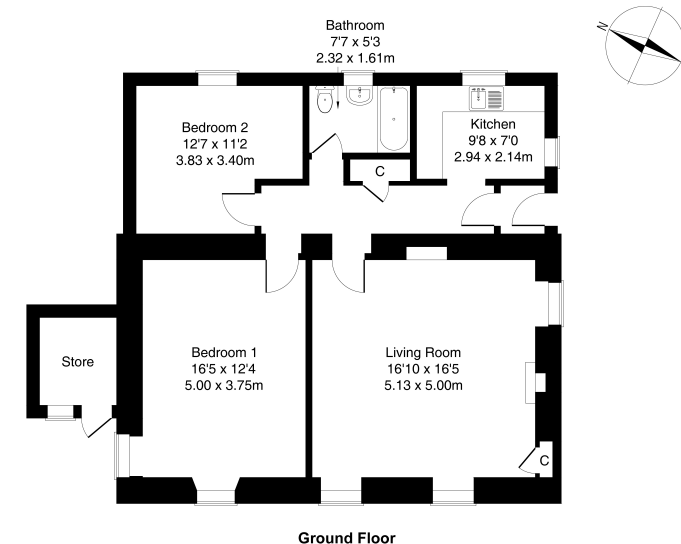 Bathroom
7'7 x 5'3
2.32 x 1.61m
N
Bedroom 2
12'7 x 11'2
3.83 x 3.40m
Kitchen
9'8 x 7'0
2.94 x 2.14m
C
Store
Bedroom 1
16'5 x 12'4
5.00 x 3.75m
Living Room
16'10 x 16'5
5.13 x 5.00m
C
Ground Floor